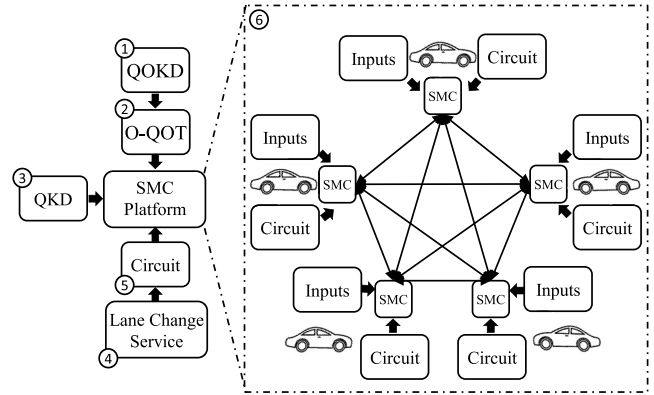 1
QOKD
2
O-QOT
3
QKD
SMC
Platform
Circuit
5
Lane Change
Service
4
6
Inputs
Circuit
SMC
Inputs
SMC
Circuit
Inputs
SMC
Circuit
Inputs
SMC
Circuit
SMC
Inputs
Circuit